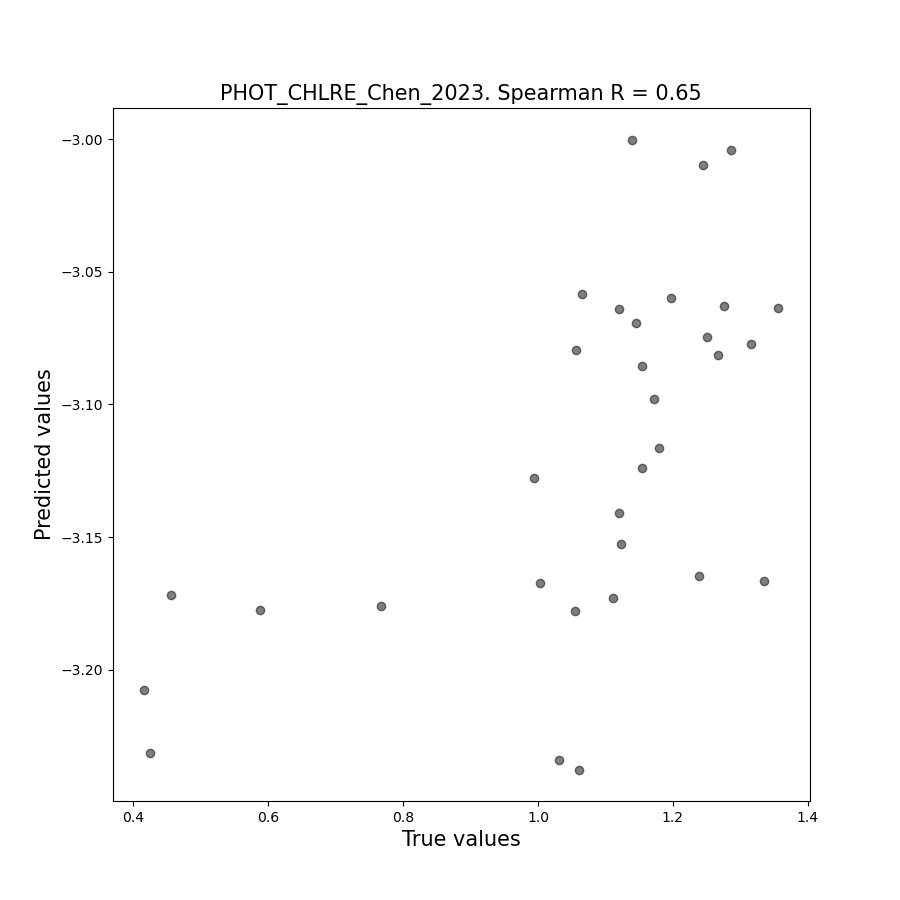 PHOT_CHLRE_Chen_2023. Spearman R = 0.65
−3.00
−3.05
−3.10
−3.15
−3.20
Predicted values
0.4 0.6 0.8 1.0 1.2 1.4
True values